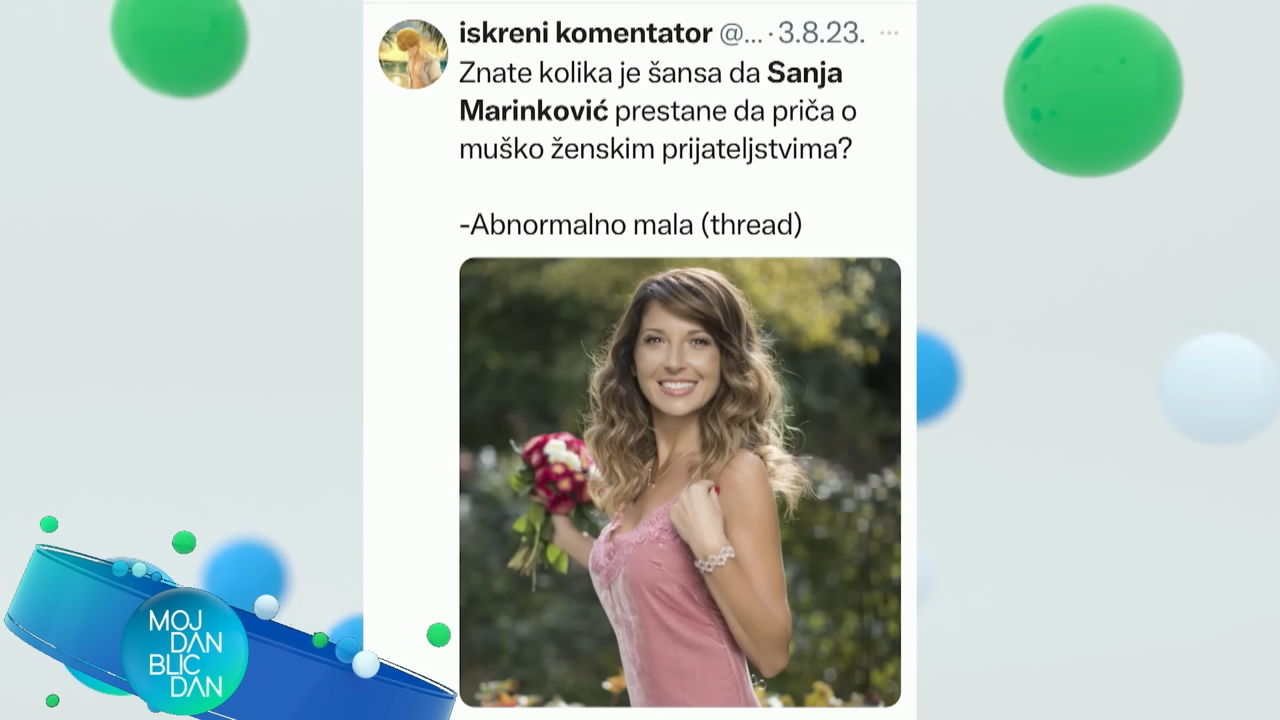 iskreni komentator @... · 3.8.23. ...
Znate kolika je šansa da Sanja
Marinković prestane da priča o
muško ženskim prijateljstvima?
-Abnormalno mala (thread)
MOJ
DAN
BLIC
DAN